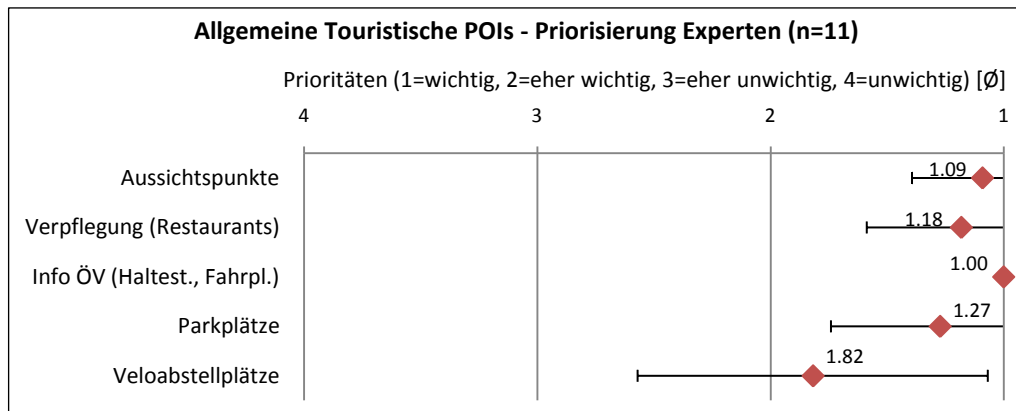 Allgemeine Touristische POIs - Priorisierung Experten (n=11)
Prioritäten (1=wichtig, 2=eher wichtig, 3=eher unwichtig, 4=unwichtig) [Ø]
4 3 2 1
Aussichtspunkte 1.09
Verpflegung (Restaurants) 1.18
Info ÖV (Haltest., Fahrpl.) 1.00
Parkplätze 1.27
Veloabstellplätze 1.82